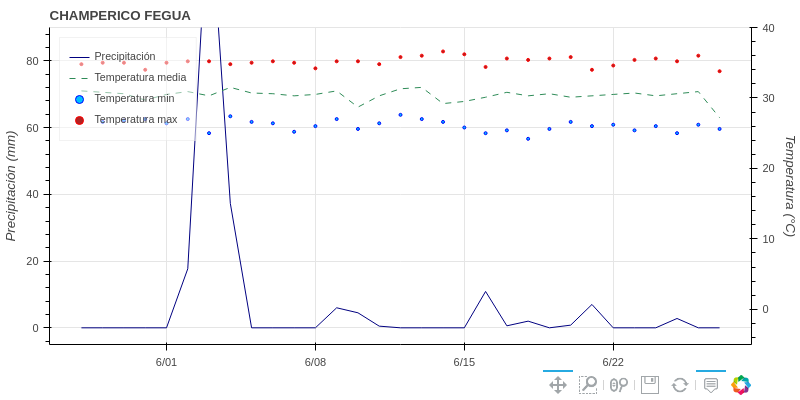 CHAMPERICO FEGUA
Precipitación
Temperatura media
Temperatura min
Temperatura max
Precipitación (mm)
80
60
40
20
0
Temperatura (°C)
40
30
20
10
0
6/01
6/08
6/15
6/22